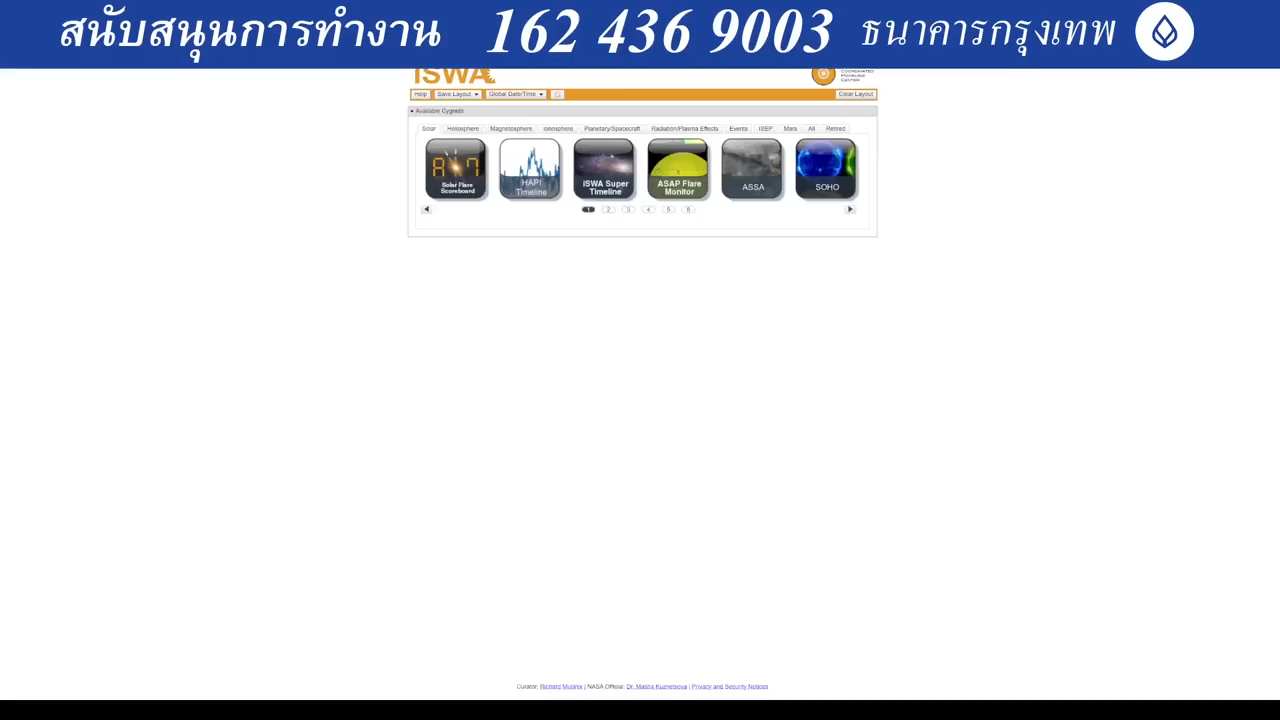 สนับสนุนการทำงาน 162 436 9003 ธนาคารกรุงเทพ
iSWA
COORDINATED
MODELING
CENTER
Help Save Layout Global Date/Time Clear Layout
Available Cygnets
Solar Heliosphere Magnetosphere Ionosphere Planetary/Spacecraft Radiation/Plasma Effects Events ISEP Mars All Retired
Solar Flare Scoreboard
HAPI Timeline
iSWA Super Timeline
ASAP Flare Monitor
ASSA
SOHO
1 2 3 4 5 6
Curator: Richard Mullinix | NASA Official: Dr. Masha Kuznetsova | Privacy and Security Notices